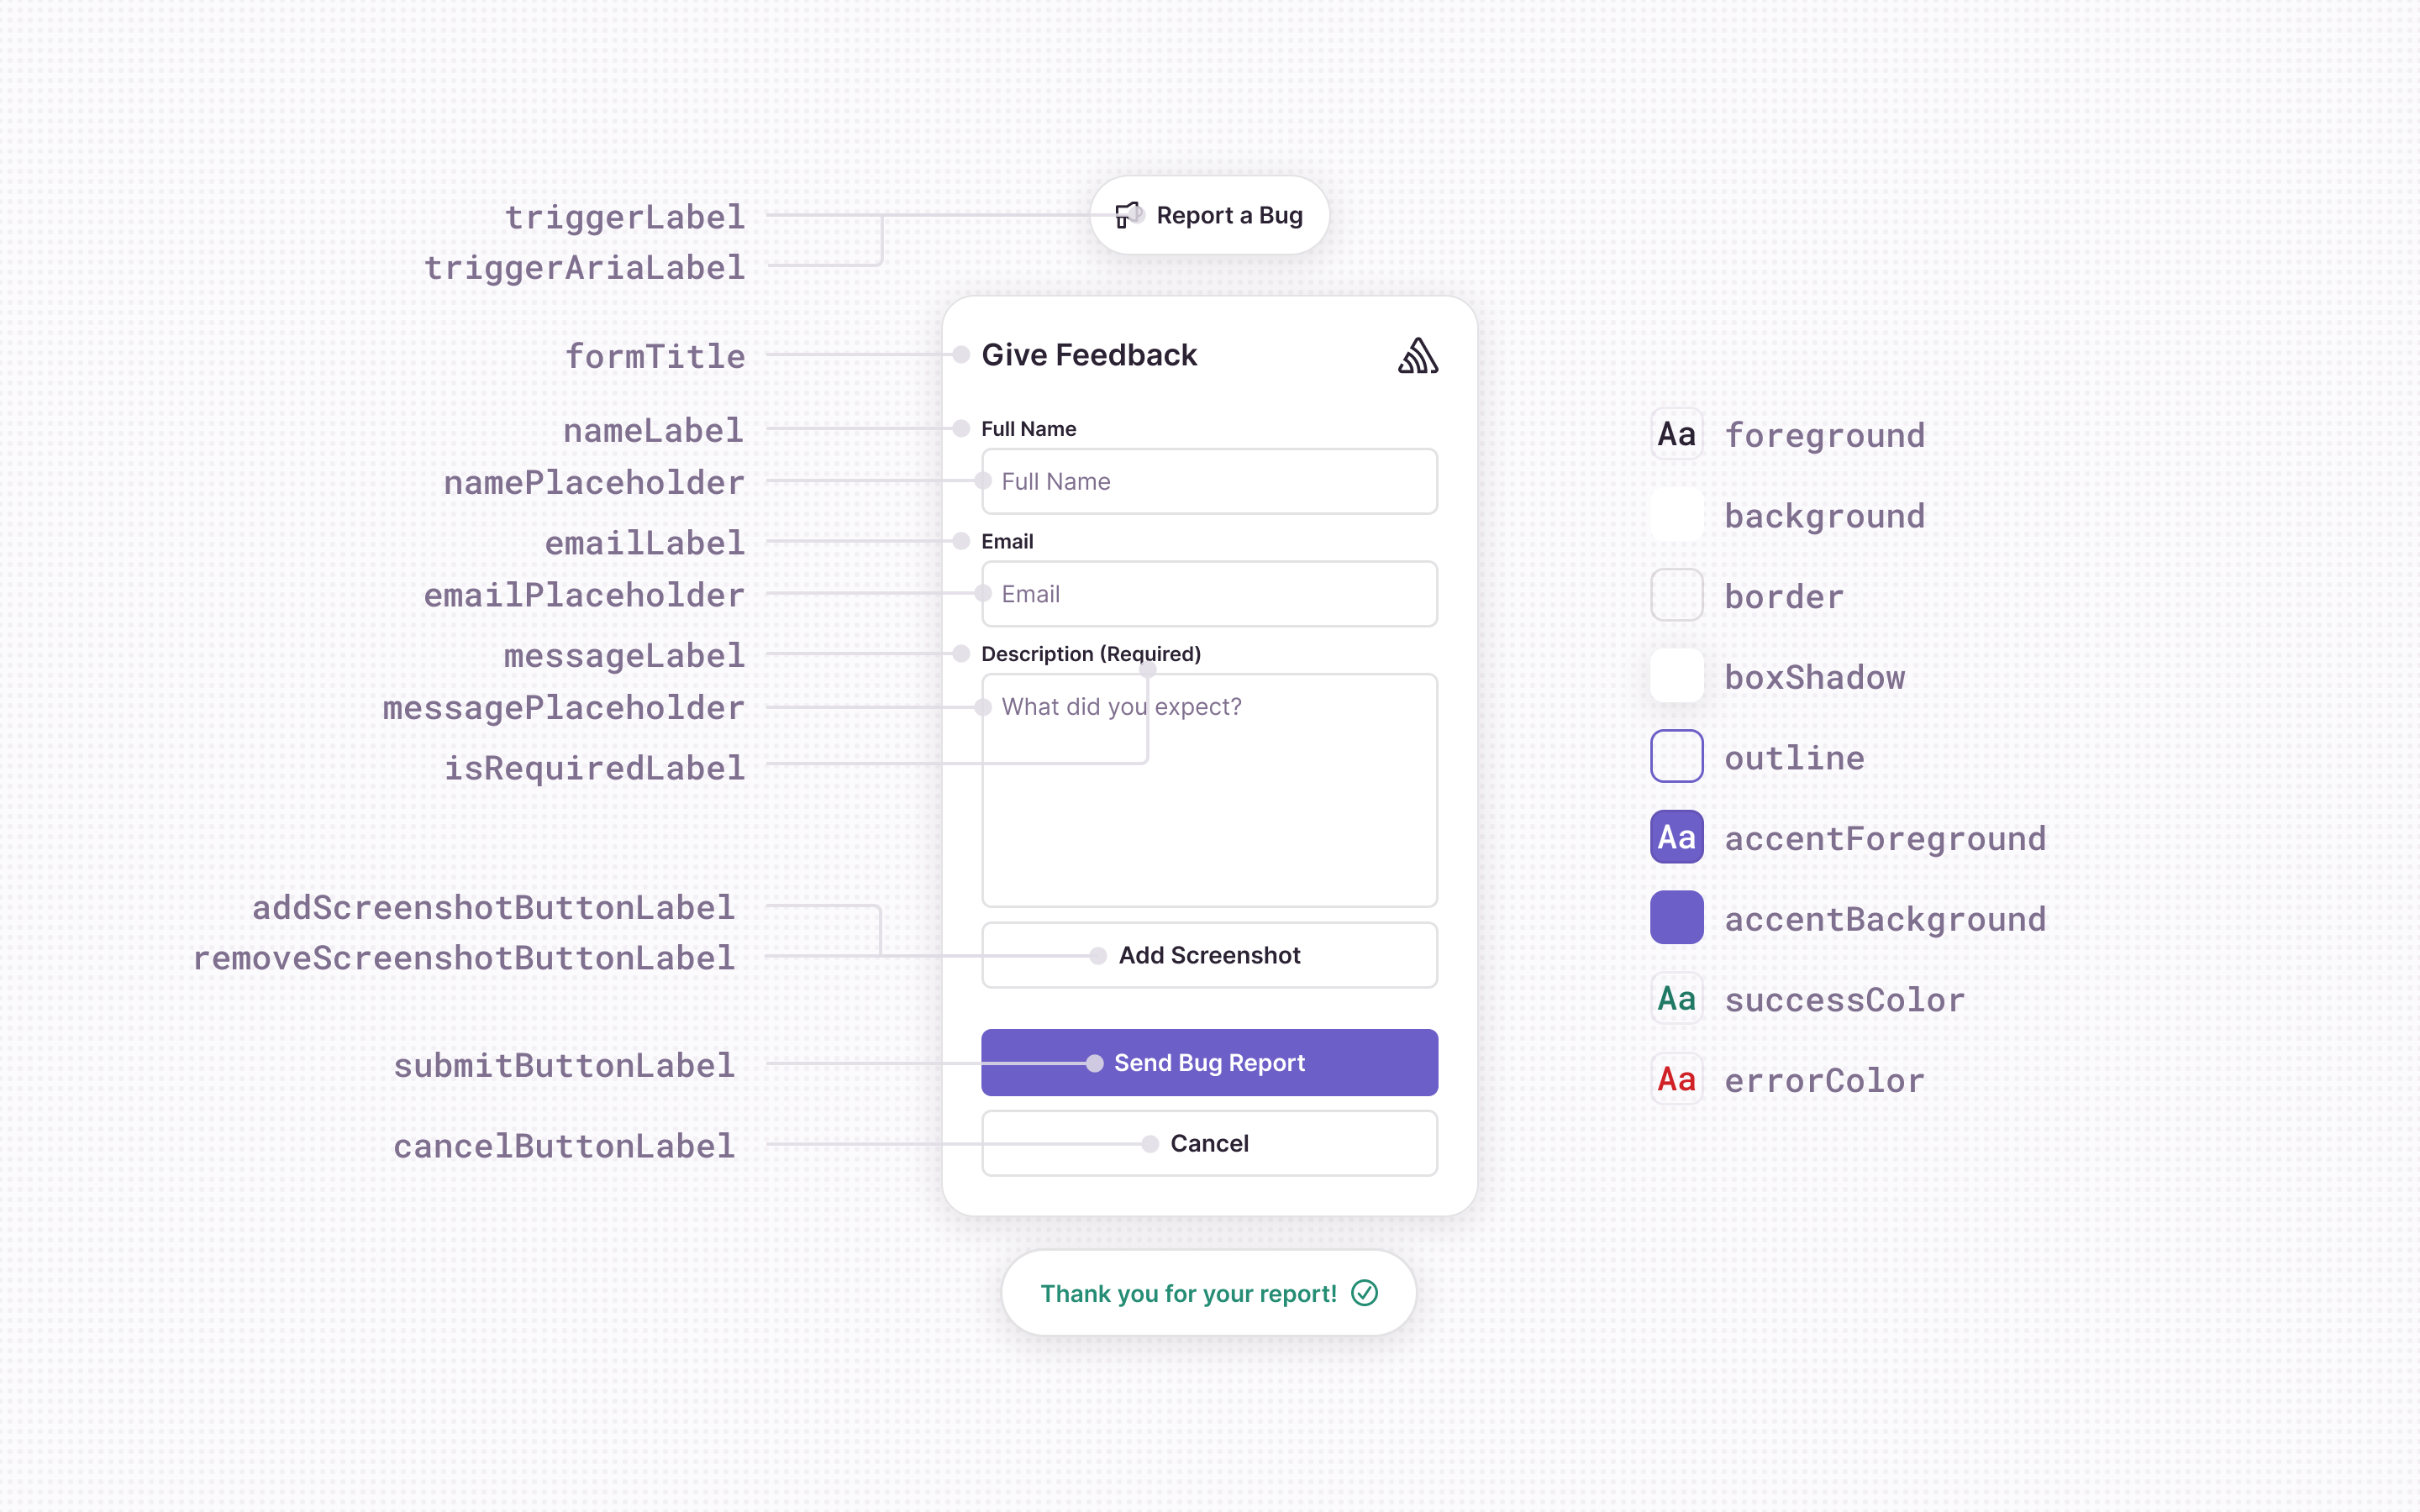 triggerLabel
triggerAriaLabel
formTitle
nameLabel
namePlaceholder
emailLabel
emailPlaceholder
messageLabel
messagePlaceholder
isRequiredLabel
addScreenshotButtonLabel
removeScreenshotButtonLabel
submitButtonLabel
cancelButtonLabel
Report a Bug
Give Feedback
Full Name
Full Name
Email
Email
Description (Required)
What did you expect?
Add Screenshot
Send Bug Report
Cancel
Thank you for your report!
Aa foreground
background
border
boxShadow
outline
Aa accentForeground
accentBackground
Aa successColor
Aa errorColor